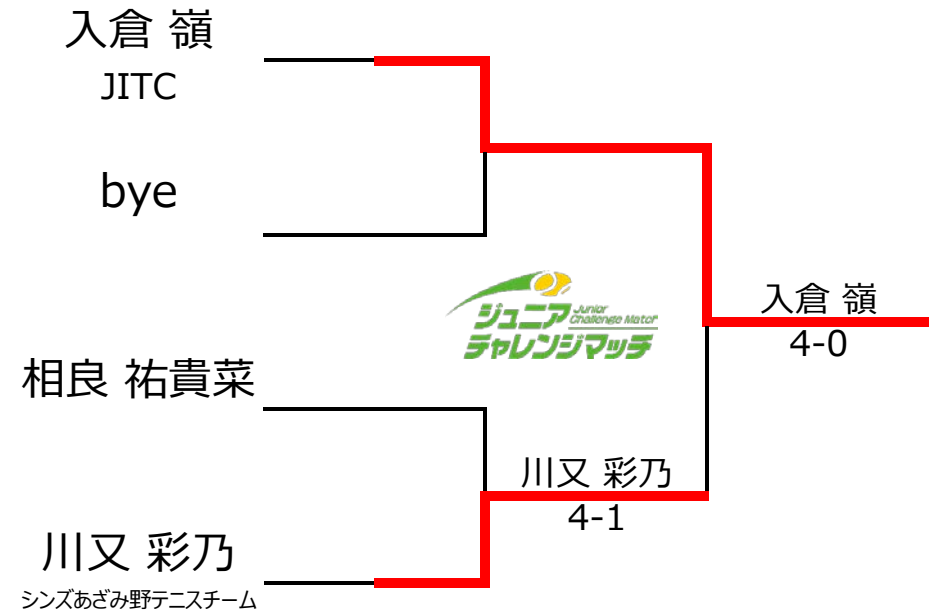 入倉 嶺
JITC
bye
ジュニア
Junior
Challenge Match
チャレンジマッチ
入倉 嶺
4-0
相良 祐貴菜
川又 彩乃
4-1
川又 彩乃
シンズあざみ野テニスチーム